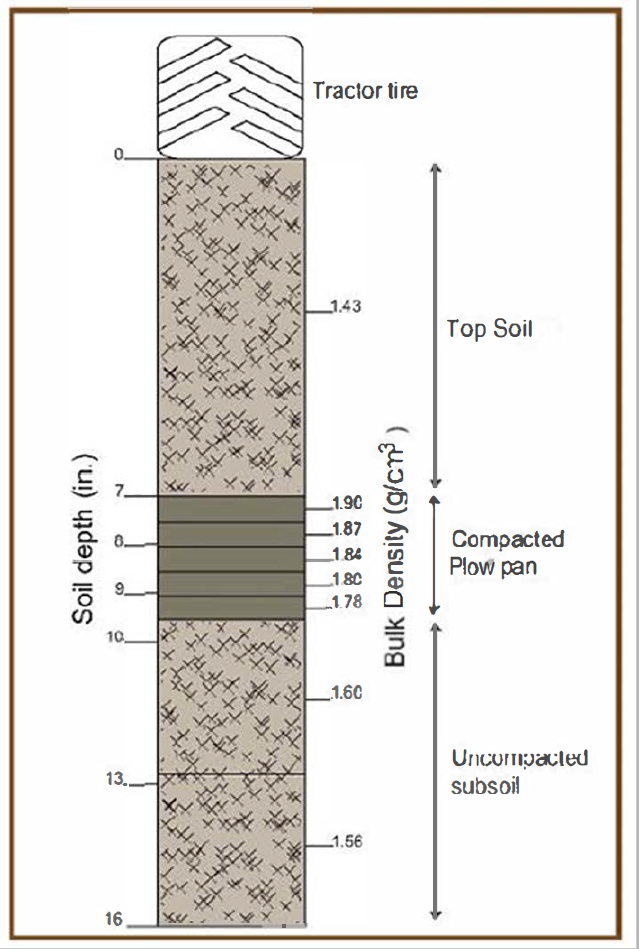 Tractor tire
0
1.43
Top Soil
Soil depth (in.)
Bulk Density (g/cm³)
7
1.90
1.87
8
1.84
1.80
9
1.78
Compacted
Plow pan
10
1.60
Uncompacted
subsoil
13
1.56
16